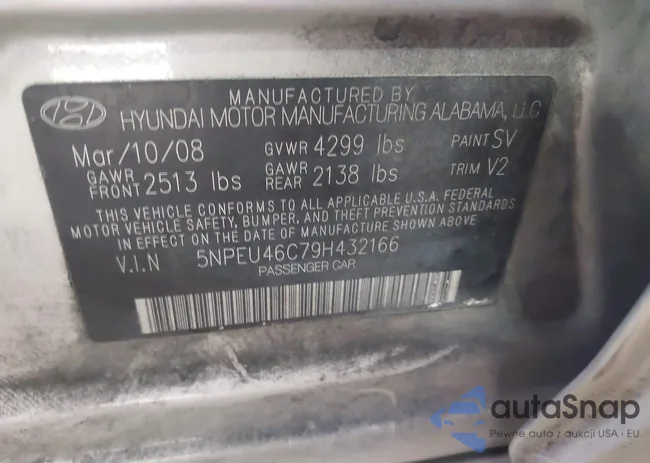 MANUFACTURED BY
HYUNDAI MOTOR MANUFACTURING ALABAMA, LLC
Mar/10/08 GVWR 4299 lbs PAINT SV
GAWR FRONT 2513 lbs GAWR REAR 2138 lbs TRIM V2
THIS VEHICLE CONFORMS TO ALL APPLICABLE U.S.A. FEDERAL
MOTOR VEHICLE SAFETY, BUMPER, AND THEFT PREVENTION STANDARDS
IN EFFECT ON THE DATE OF MANUFACTURE SHOWN ABOVE
V.I.N 5NPEU46C79H432166
PASSENGER CAR
autaSnap
Pewne auta z aukcji USA i EU